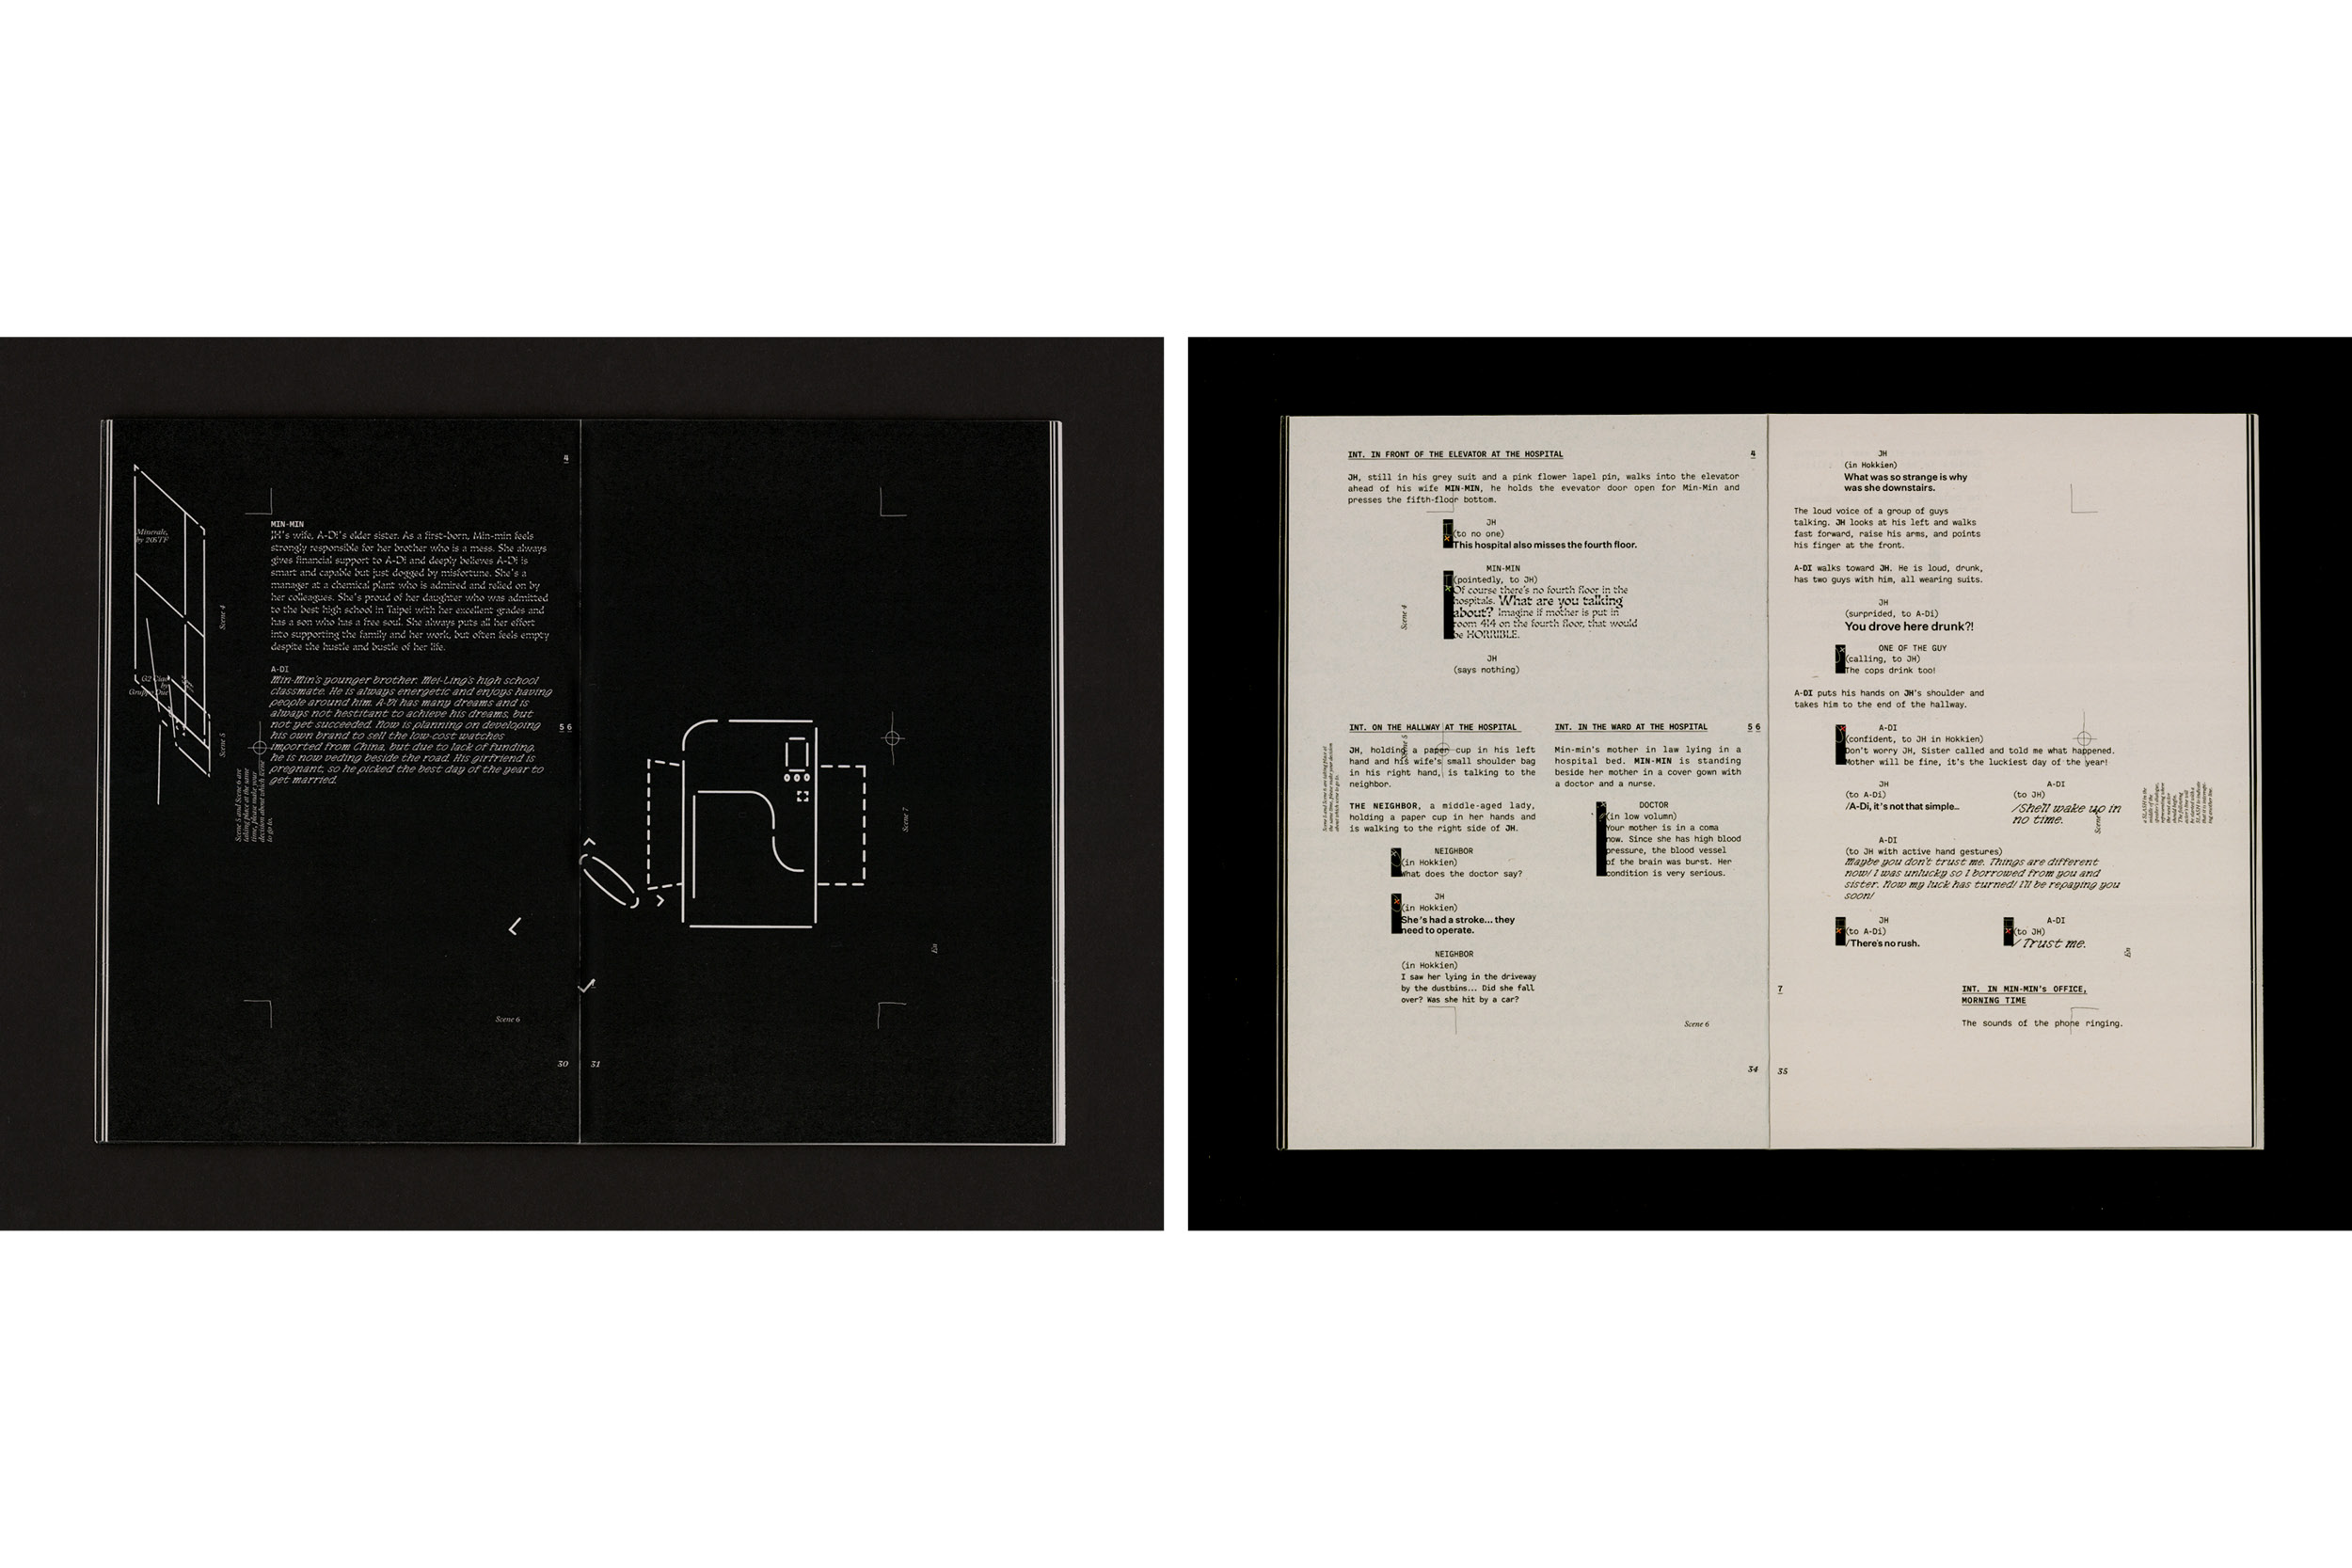 4
Minerale,
by 205TF
MIN-MIN
JH's wife, A-Di's elder sister. As a first-born, Min-min feels
strongly responsible for her brother who is a mess. She always
gives financial support to A-Di and deeply believes A-Di is
smart and capable but just dogged by misfortune. She's a
manager at a chemical plant who is admired and relied on by
her colleagues. She's proud of her daughter who was admitted
to the best high school in Taipei with her excellent grades and
has a son who has a free soul. She always puts all her effort
into supporting the family and her work, but often feels empty
despite the hustle and bustle of her life.
Scene 4
A-DI
Min-Min's younger brother. Mei-Ling's high school
classmate. He is always energetic and enjoys having
people around him. A-Di has many dreams and is
always not hestitant to achieve his dreams, but
not yet succeeded. Now is planning on developing
his own brand to sell the low-cost watches
imported from China, but due to lack of funding,
he is now veding beside the road. His girlfriend is
pregnant, so he picked the best day of the year to
get married.
5 6
Scene 5
Scene 5 and Scene 6 are
taking place at the same
time, please make your
decision about which scene
to go to.
Scene 7
En
Scene 6
30
31
INT. IN FRONT OF THE ELEVATOR AT THE HOSPITAL
4
JH, still in his grey suit and a pink flower lapel pin, walks into the elevator
ahead of his wife MIN-MIN, he holds the evevator door open for Min-Min and
presses the fifth-floor bottom.
JH
(to no one)
This hospital also misses the fourth floor.
MIN-MIN
(pointedly, to JH)
Of course there's no fourth floor in the
hospitals. What are you talking
about? Imagine if mother is put in
room 414 on the fourth floor, that would
be HORRIBLE.
Scene 4
JH
(says nothing)
INT. ON THE HALLWAY AT THE HOSPITAL
JH, holding a paper cup in his left
hand and his wife's small shoulder bag
in his right hand, is talking to the
neighbor.
Scene 5
THE NEIGHBOR, a middle-aged lady,
holding a paper cup in her hands and
is walking to the right side of JH.
NEIGHBOR
(in Hokkien)
What does the doctor say?
JH
(in Hokkien)
She's had a stroke... they
need to operate.
NEIGHBOR
(in Hokkien)
I saw her lying in the driveway
by the dustbins... Did she fall
over? Was she hit by a car?
INT. IN THE WARD AT THE HOSPITAL
5 6
Min-min's mother in law lying in a
hospital bed. MIN-MIN is standing
beside her mother in a cover gown with
a doctor and a nurse.
DOCTOR
(in low volumn)
Your mother is in a coma
now. Since she has high blood
pressure, the blood vessel
of the brain was burst. Her
condition is very serious.
Scene 6
34
JH
(in Hokkien)
What was so strange is why
was she downstairs.
The loud voice of a group of guys
talking. JH looks at his left and walks
fast forward, raise his arms, and points
his finger at the front.
A-DI walks toward JH. He is loud, drunk,
has two guys with him, all wearing suits.
JH
(surprided, to A-Di)
You drove here drunk?!
ONE OF THE GUY
(calling, to JH)
The cops drink too!
A-DI puts his hands on JH's shoulder and
takes him to the end of the hallway.
A-DI
(confident, to JH in Hokkien)
Don't worry JH, Sister called and told me what happened.
Mother will be fine, it's the luckiest day of the year!
JH
(to A-Di)
/A-Di, it's not that simple...
A-DI
(to JH)
/She'll wake up in
no time.
A-DI
(to JH with active hand gestures)
Maybe you don't trust me. Things are different
now! I was unlucky so I borrowed from you and
sister. Now my luck has turned! I'll be repaying you
soon!
JH
(to A-Di)
/There's no rush.
A-DI
(to JH)
/Trust me.
En
7
INT. IN MIN-MIN's OFFICE,
MORNING TIME
The sounds of the phone ringing.
35